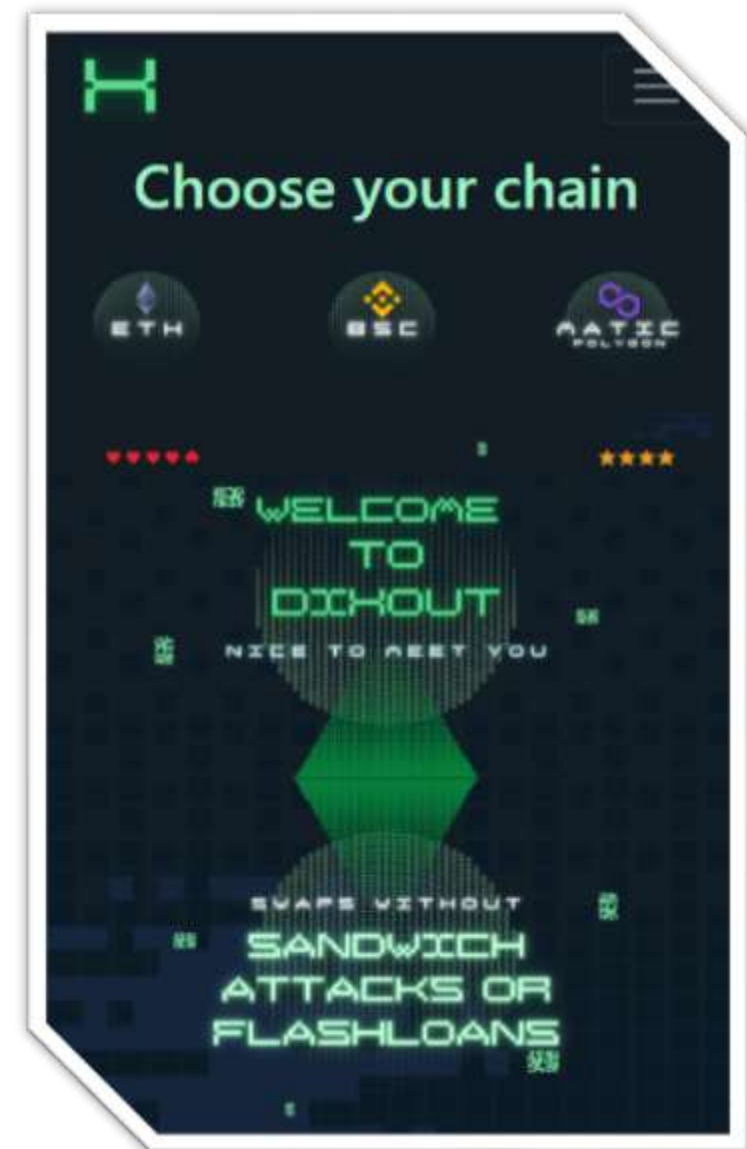 Choose your chain
ETH
BSC
MATIC
POLYGON
WELCOME
TO
DIXOUT
NICE TO MEET YOU
SWAPS WITHOUT
SANDWICH
ATTACKS OR
FLASHLOANS